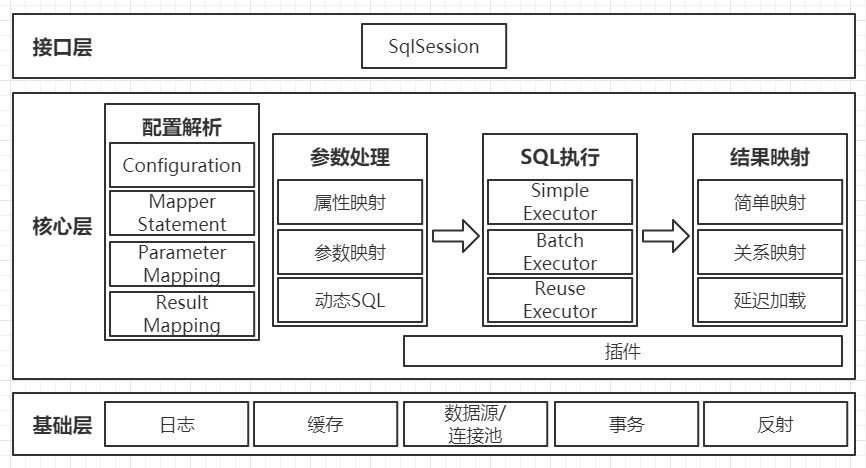 接口层
SqlSession
核心层
配置解析
Configuration
Mapper
Statement
Parameter
Mapping
Result
Mapping
参数处理
属性映射
参数映射
动态SQL
SQL执行
Simple
Executor
Batch
Executor
Reuse
Executor
结果映射
简单映射
关系映射
延迟加载
插件
基础层
日志
缓存
数据源/
连接池
事务
反射